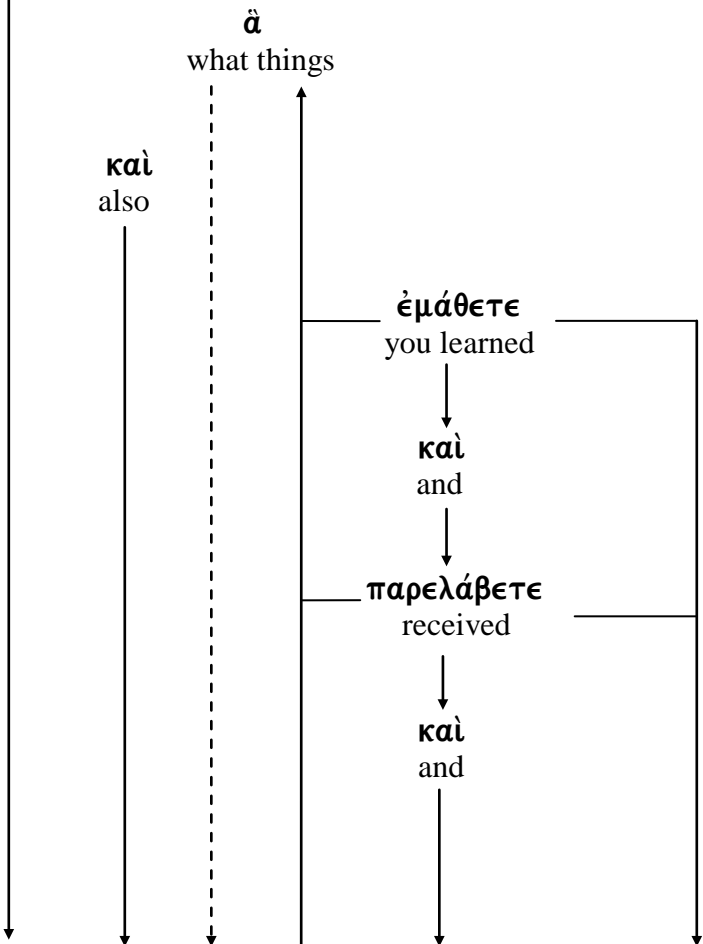 ἃ
what things
καὶ
also
ἐμάθετε
you learned
καὶ
and
παρελάβετε
received
καὶ
and